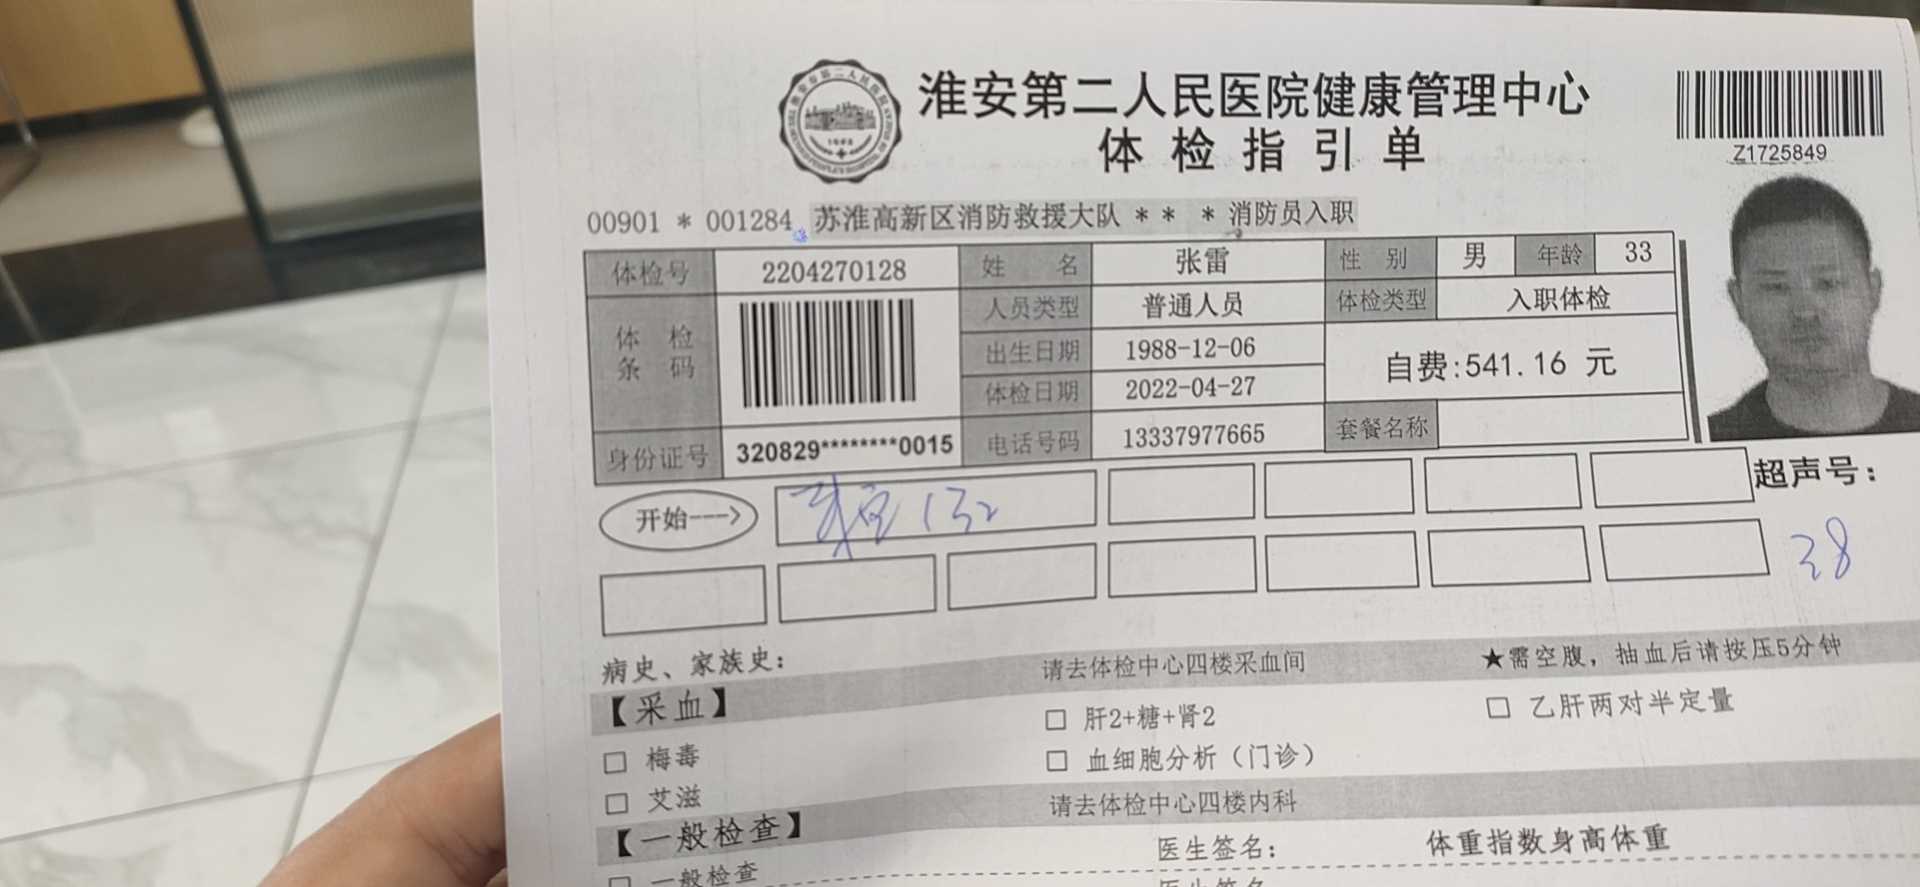 淮安第二人民医院健康管理中心
体检指引单
Z1725849
00901 * 001284 苏淮高新区消防救援大队 * * * 消防员入职
体检号 2204270128 姓 名 张雷 性 别 男 年龄 33
体检条码 人员类型 普通人员 体检类型 入职体检
出生日期 1988-12-06 自费:541.16 元
体检日期 2022-04-27
身份证号 320829********0015 电话号码 13337977665 套餐名称
开始---> 132 超声号:
38
病史、家族史:
【采血】 请去体检中心四楼采血间 ★需空腹，抽血后请按压5分钟
□ 梅毒 □ 肝2+糖+肾2 □ 乙肝两对半定量
□ 艾滋 □ 血细胞分析（门诊）
【一般检查】 请去体检中心四楼内科
□ 一般检查 医生签名: 体重指数身高体重
医生签名